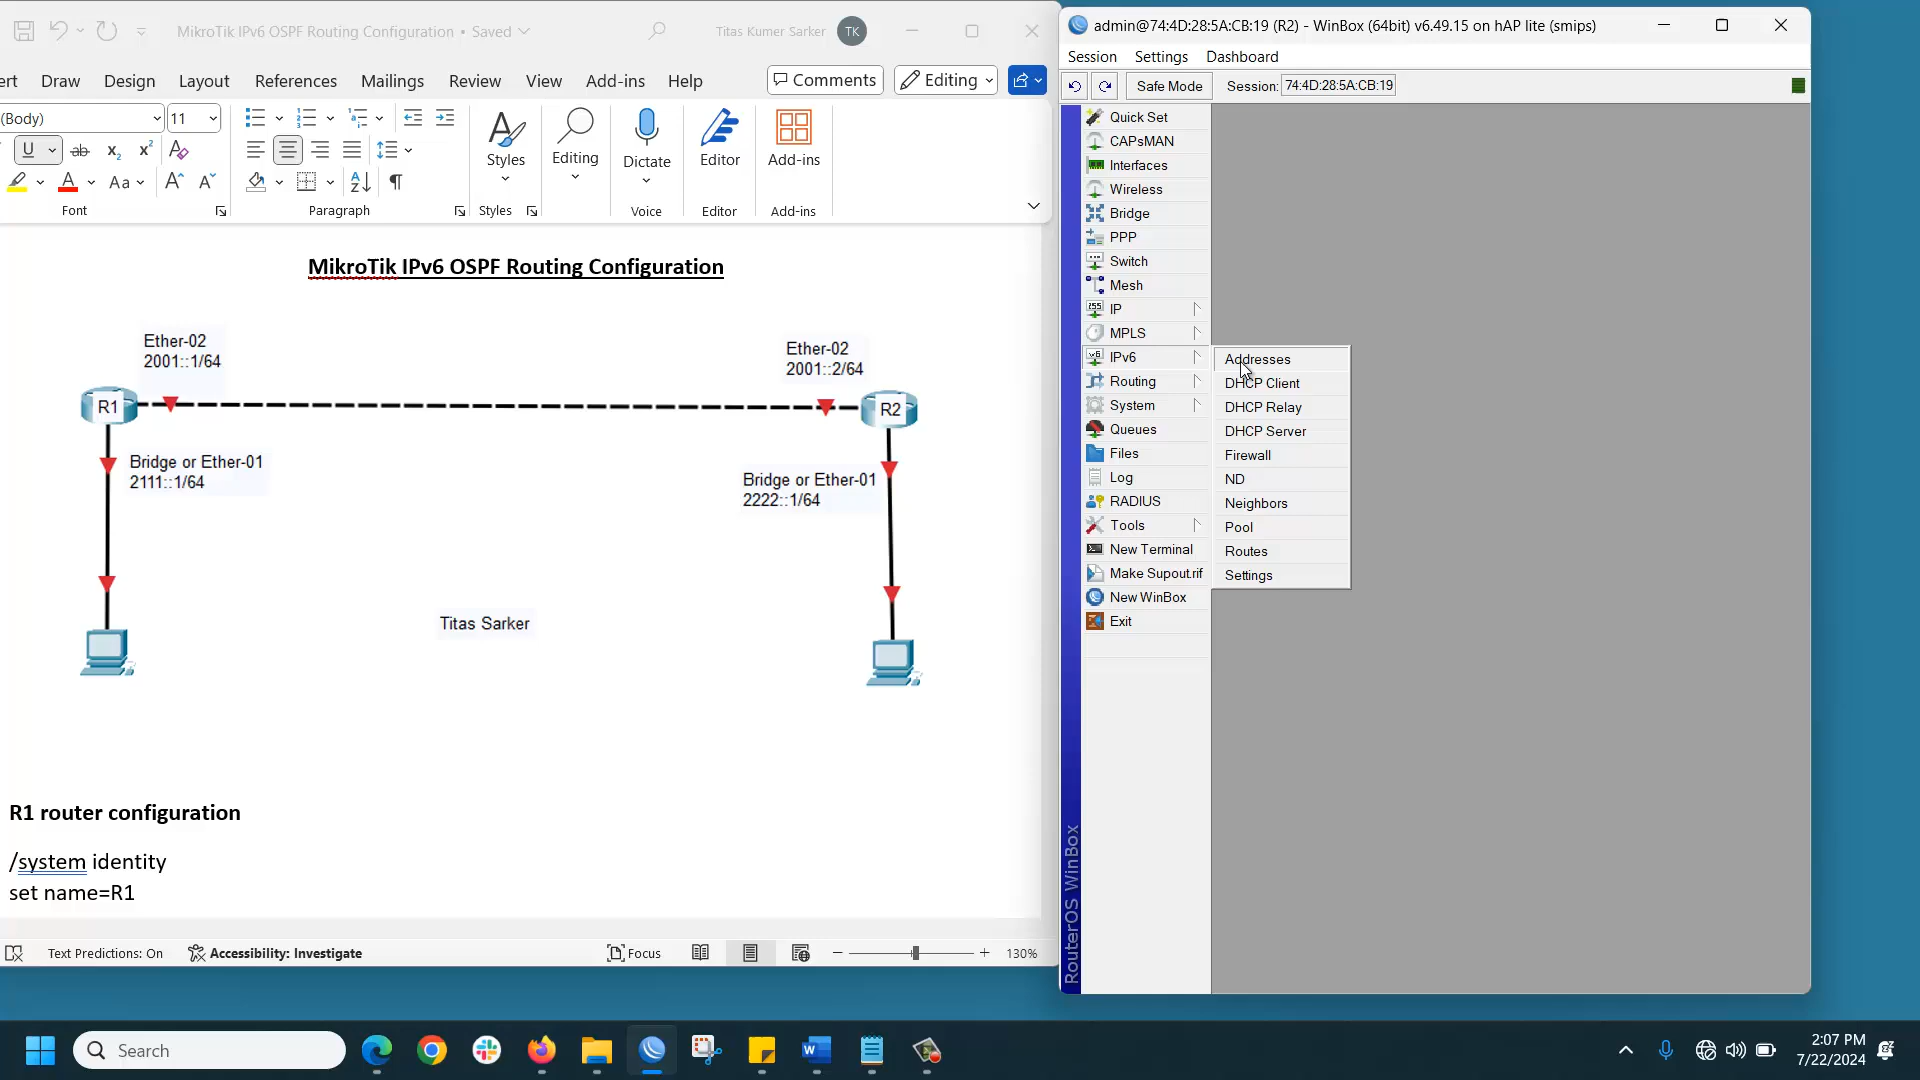 MikroTik IPv6 OSPF Routing Configuration • Saved
Titas Kumer Sarker
TK
ert
Draw
Design
Layout
References
Mailings
Review
View
Add-ins
Help
Comments
Editing
(Body)
11
Styles
Editing
Dictate
Editor
Add-ins
Font
Paragraph
Styles
Voice
Editor
Add-ins
MikroTik IPv6 OSPF Routing Configuration
Ether-02
2001::1/64
Ether-02
2001::2/64
R1
R2
Bridge or Ether-01
2111::1/64
Bridge or Ether-01
2222::1/64
Titas Sarker
R1 router configuration
/system identity
set name=R1
Text Predictions: On
Accessibility: Investigate
Focus
130%
admin@74:4D:28:5A:CB:19 (R2) - WinBox (64bit) v6.49.15 on hAP lite (smips)
Session
Settings
Dashboard
Safe Mode
Session:
74:4D:28:5A:CB:19
Quick Set
CAPsMAN
Interfaces
Wireless
Bridge
PPP
Switch
Mesh
IP
MPLS
IPv6
Routing
System
Queues
Files
Log
RADIUS
Tools
New Terminal
Make Supout.rif
New WinBox
Exit
Addresses
DHCP Client
DHCP Relay
DHCP Server
Firewall
ND
Neighbors
Pool
Routes
Settings
RouterOS WinBox
Search
2:07 PM
7/22/2024